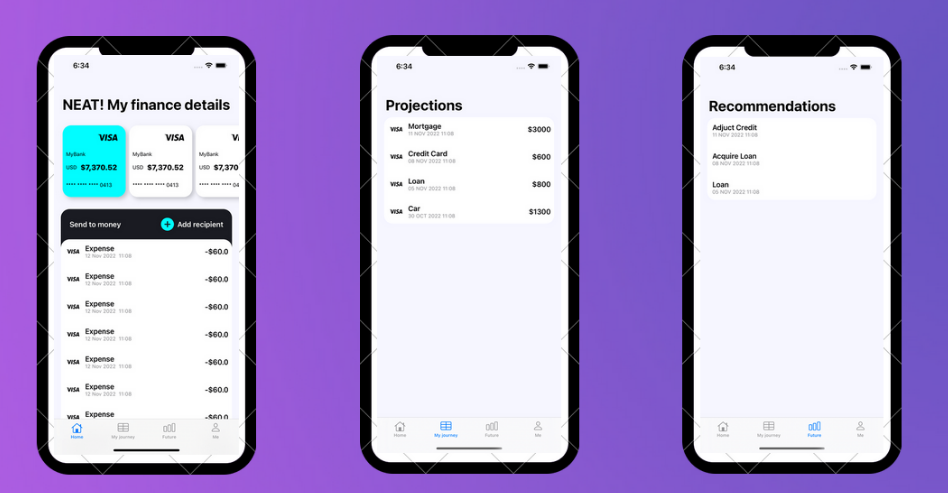 6:34
NEAT! My finance details
VISA
MyBank
USD $7,370.52
•••• •••• •••• 0413
VISA
MyBank
USD $7,370.52
•••• •••• •••• 0413
VI
MyBank
USD $7,370
•••• •••• •••• 04
Send to money
+ Add recipient
VISA Expense -$60.0
12 Nov 2022 11:08
VISA Expense -$60.0
12 Nov 2022 11:08
VISA Expense -$60.0
12 Nov 2022 11:08
VISA Expense -$60.0
12 Nov 2022 11:08
VISA Expense -$60.0
12 Nov 2022 11:08
VISA Expense -$60.0
12 Nov 2022 11:08
Expense -$60.0
Home My journey Future Me
6:34
Projections
VISA Mortgage $3000
11 NOV 2022 11:08
VISA Credit Card $600
08 NOV 2022 11:08
VISA Loan $800
05 NOV 2022 11:08
VISA Car $1300
30 OCT 2022 11:08
Home My journey Future Me
6:34
Recommendations
Adjuct Credit
11 NOV 2022 11:08
Acquire Loan
08 NOV 2022 11:08
Loan
05 NOV 2022 11:08
Home My journey Future Me